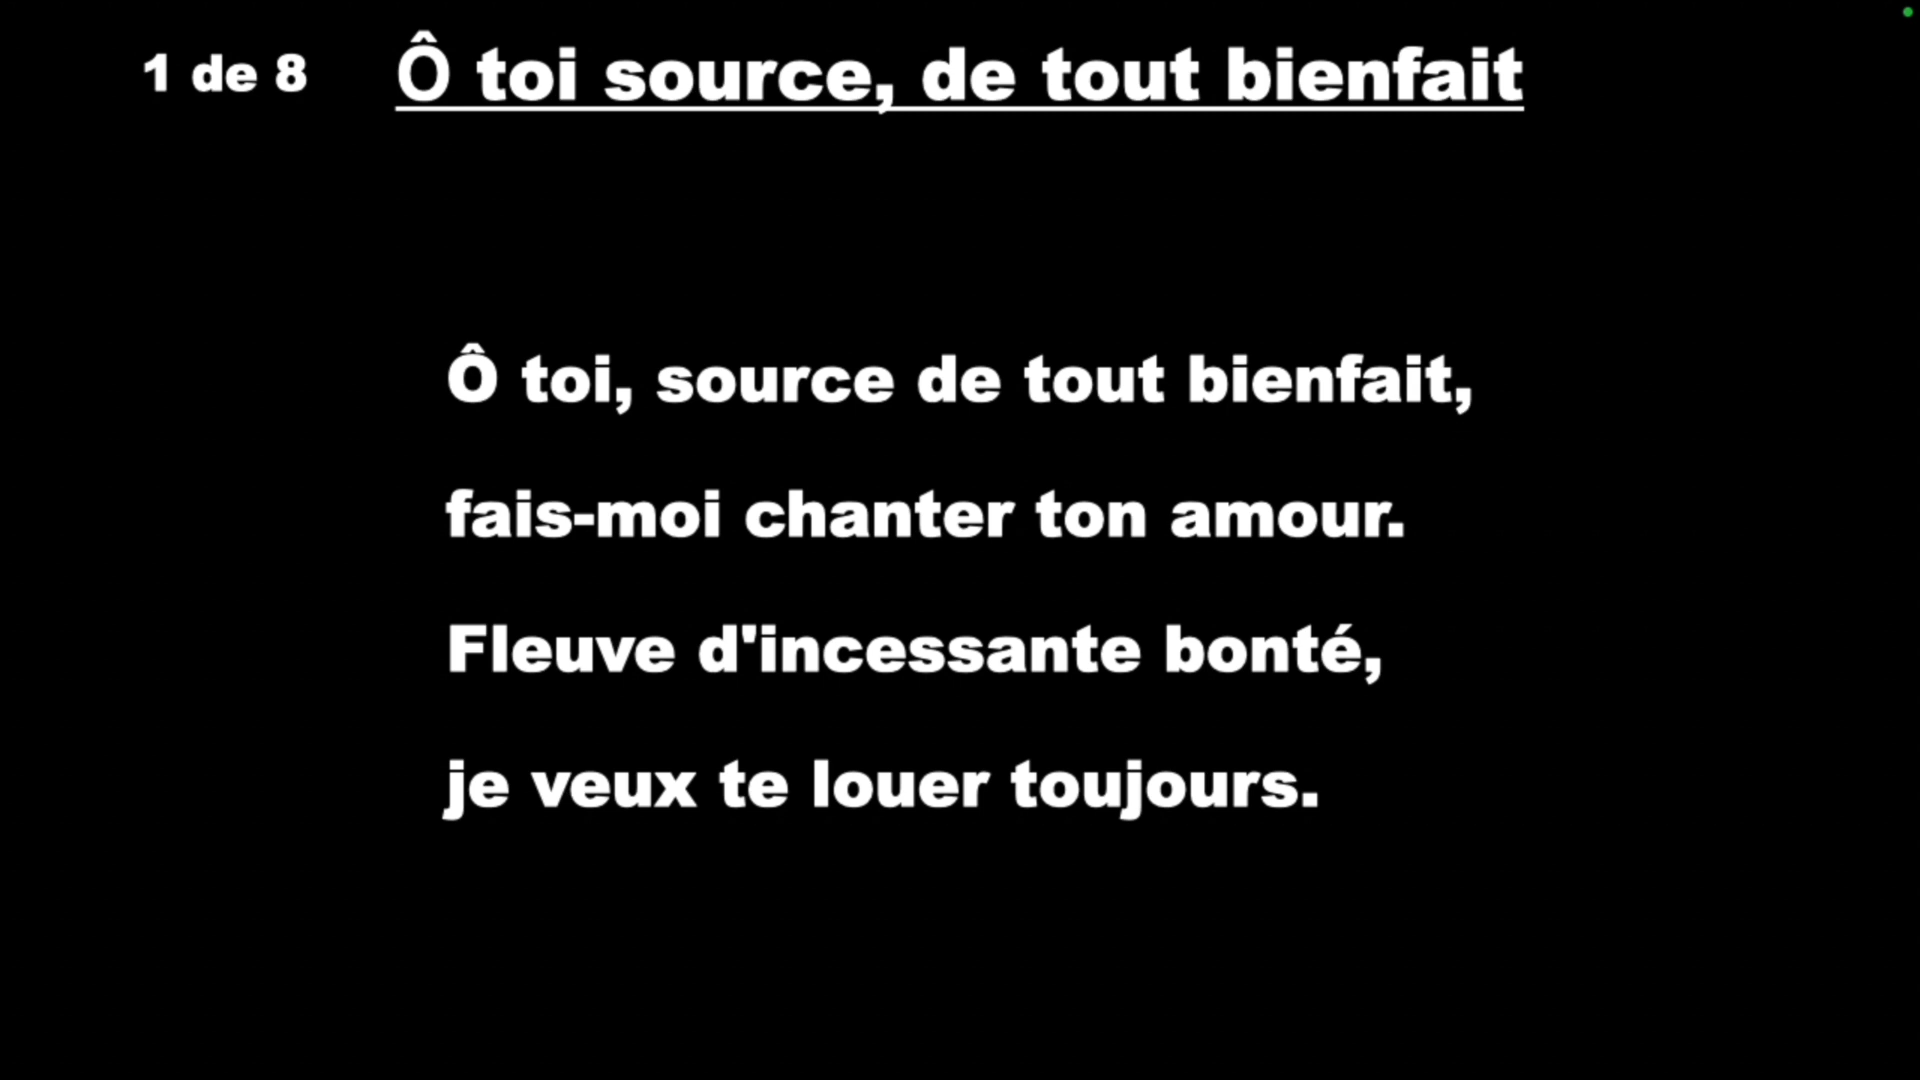 1 de 8 Ô toi source, de tout bienfait
Ô toi, source de tout bienfait,
fais-moi chanter ton amour.
Fleuve d'incessante bonté,
je veux te louer toujours.